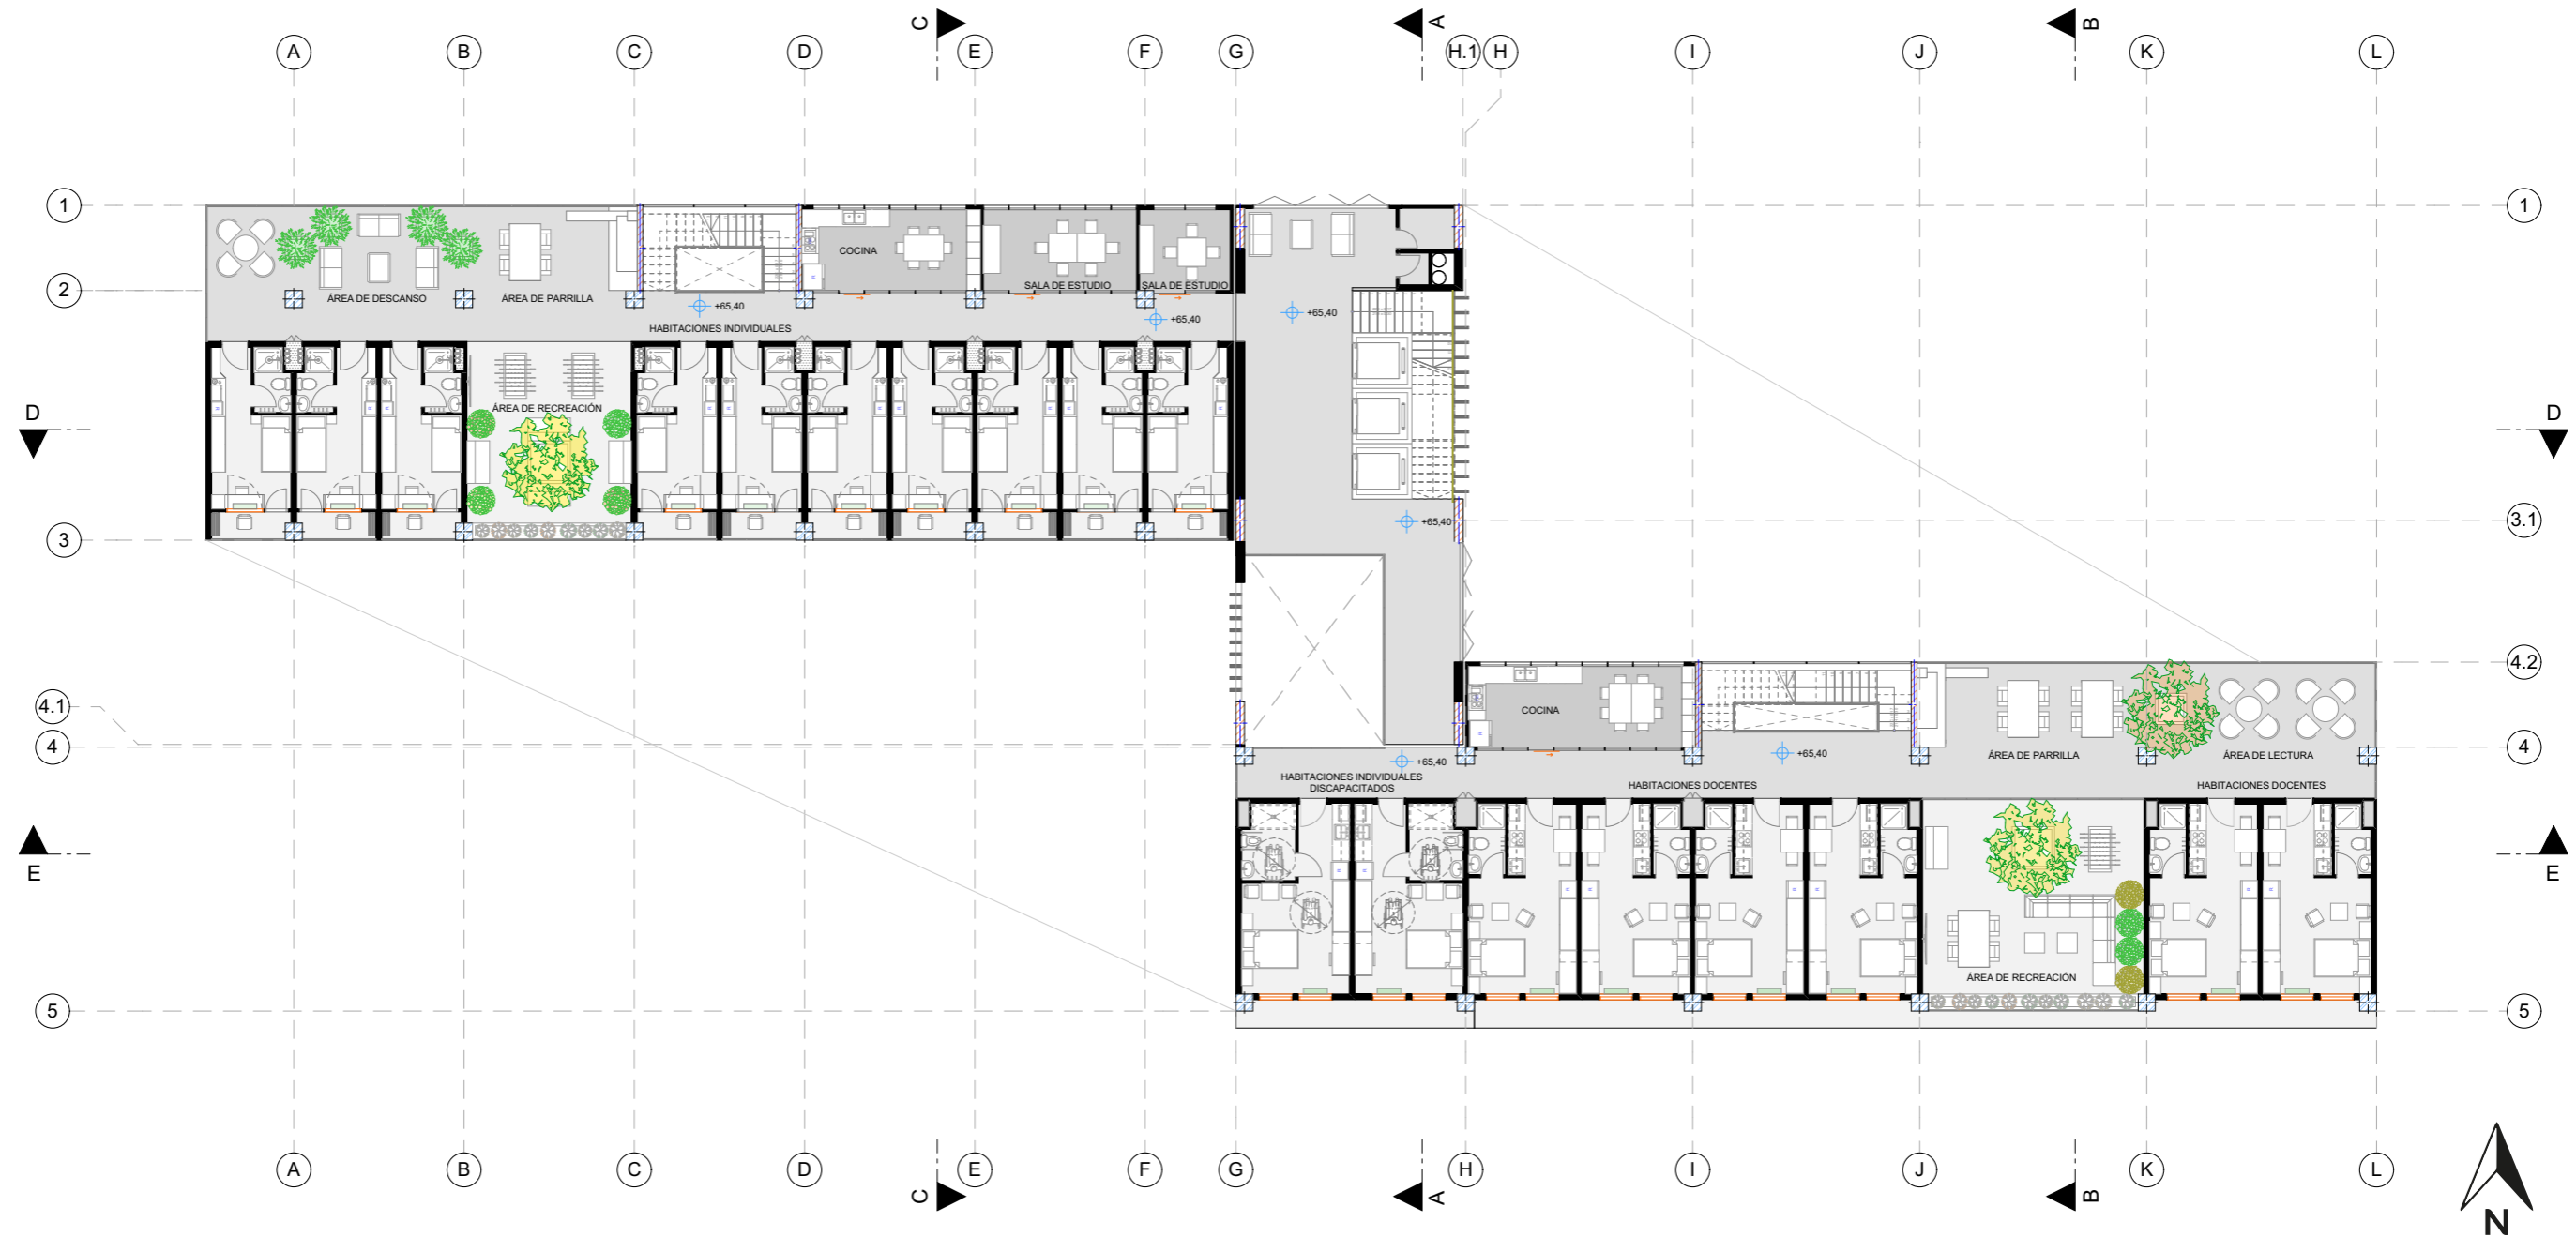 C
A
B
A
B
C
D
E
F
G
H.1
H
I
J
K
L
1
1
COCINA
2
SALA DE ESTUDIO
SALA DE ESTUDIO
ÁREA DE DESCANSO
ÁREA DE PARRILLA
+65,40
+65,40
+65,40
HABITACIONES INDIVIDUALES
ÁREA DE RECREACIÓN
D
D
+65,40
3
3.1
4.2
4.1
COCINA
4
+65,40
+65,40
ÁREA DE PARRILLA
ÁREA DE LECTURA
4
HABITACIONES INDIVIDUALES
DISCAPACITADOS
HABITACIONES DOCENTES
HABITACIONES DOCENTES
E
E
ÁREA DE RECREACIÓN
5
5
A
B
C
D
E
F
G
H
I
J
K
L
C
A
B
N